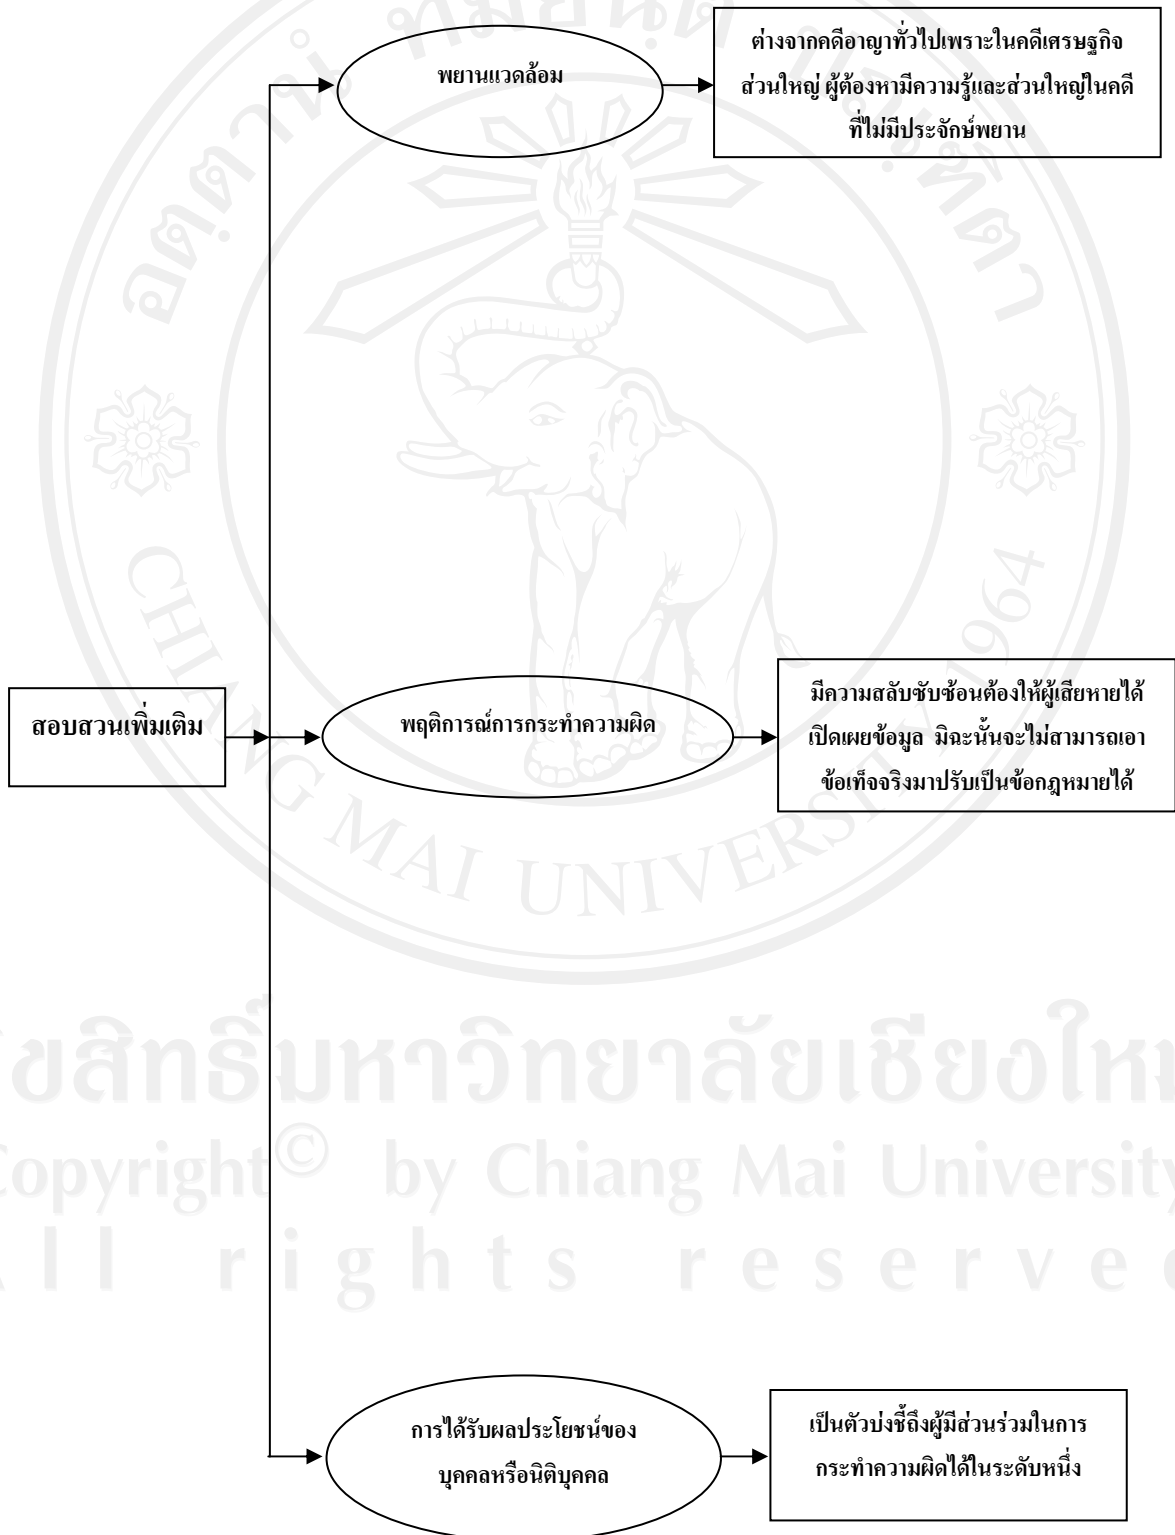 พยานแวดล้อม
ต่างจากคดีอาญาทั่วไปเพราะในคดีเศรษฐกิจ
ส่วนใหญ่ ผู้ต้องหามีความรู้และส่วนใหญ่ในคดี
ที่ไม่มีประจักษ์พยาน
สอบสวนเพิ่มเติม
พฤติการณ์การกระทำความผิด
มีความสลับซับซ้อนต้องให้ผู้เสียหายได้
เปิดเผยข้อมูล มิฉะนั้นจะไม่สามารถเอา
ข้อเท็จจริงมาปรับเป็นข้อกฎหมายได้
การได้รับผลประโยชน์ของ
บุคคลหรือนิติบุคคล
เป็นตัวบ่งชี้ถึงผู้มีส่วนร่วมในการ
กระทำความผิดได้ในระดับหนึ่ง
CHIANG MAI UNIVERSITY 1964
มหาวิทยาลัยเชียงให
Copyright© by Chiang Mai University
All rights reserved